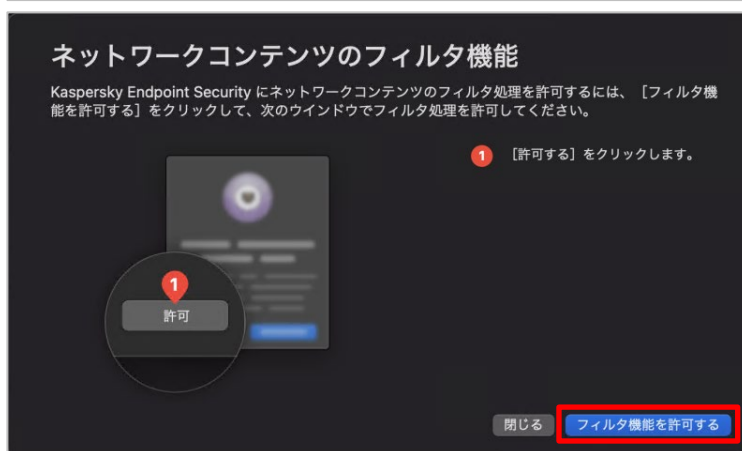 ネットワークコンテンツのフィルタ機能
Kaspersky Endpoint Security にネットワークコンテンツのフィルタ処理を許可するには、［フィルタ機
能を許可する］をクリックして、次のウインドウでフィルタ処理を許可してください。
1 ［許可する］をクリックします。
1
許可
閉じる フィルタ機能を許可する